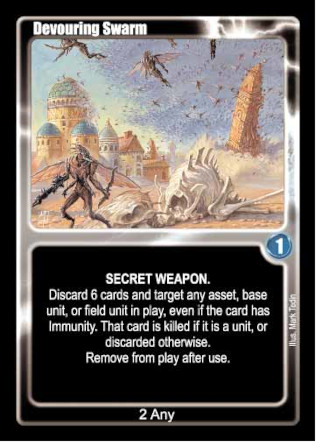 Devouring Swarm
1
SECRET WEAPON.
Discard 6 cards and target any asset, base
unit, or field unit in play, even if the card has
Immunity. That card is killed if it is a unit, or
discarded otherwise.
Remove from play after use.
Illus. Mark Tedin
2 Any